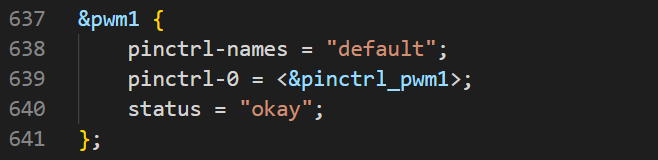 637 &pwm1 {
638     pinctrl-names = "default";
639     pinctrl-0 = <&pinctrl_pwm1>;
640     status = "okay";
641 };